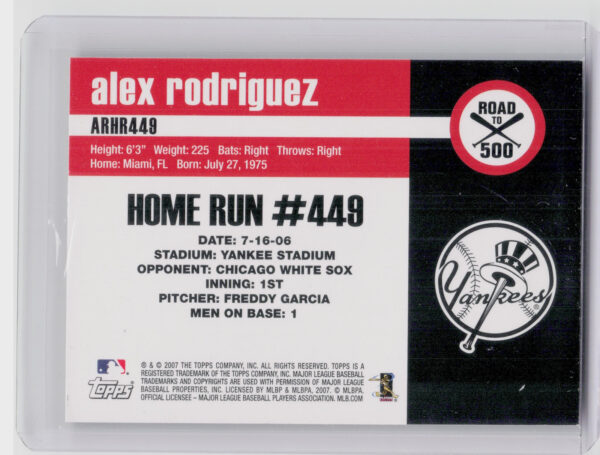 alex rodriguez
ARHR449
Height: 6'3" Weight: 225 Bats: Right Throws: Right
Home: Miami, FL Born: July 27, 1975
ROAD
TO
500
HOME RUN #449
DATE: 7-16-06
STADIUM: YANKEE STADIUM
OPPONENT: CHICAGO WHITE SOX
INNING: 1ST
PITCHER: FREDDY GARCIA
MEN ON BASE: 1
Yankees
topps
® & © 2007 THE TOPPS COMPANY, INC. ALL RIGHTS RESERVED. TOPPS IS A
REGISTERED TRADEMARK OF THE TOPPS COMPANY, INC. MAJOR LEAGUE BASEBALL
TRADEMARKS AND COPYRIGHTS ARE USED WITH PERMISSION OF MAJOR LEAGUE
BASEBALL PROPERTIES, INC. LICENSED BY MLBP & MLBPA, 2007. © MLBPA.
OFFICIAL LICENSEE – MAJOR LEAGUE BASEBALL PLAYERS ASSOCIATION. MLB.COM